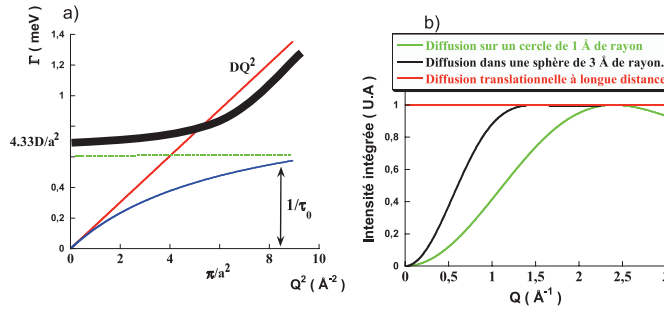 a)
Γ (meV)
1,4
1,2
1
4.33D/a²
0,4
0,2
0
DQ²
1/τ₀
0
2
4
π/a²
8
10
Q² ( Å⁻² )
b)
Diffusion sur un cercle de 1 Å de rayon
Diffusion dans une sphère de 3 Å de rayon.
Diffusion translationnelle à longue distance
Intensité intégrée ( U.A )
1
0,8
0,6
0,4
0,2
0
0
0,5
1
1,5
2
2,5
3
Q ( Å⁻¹ )